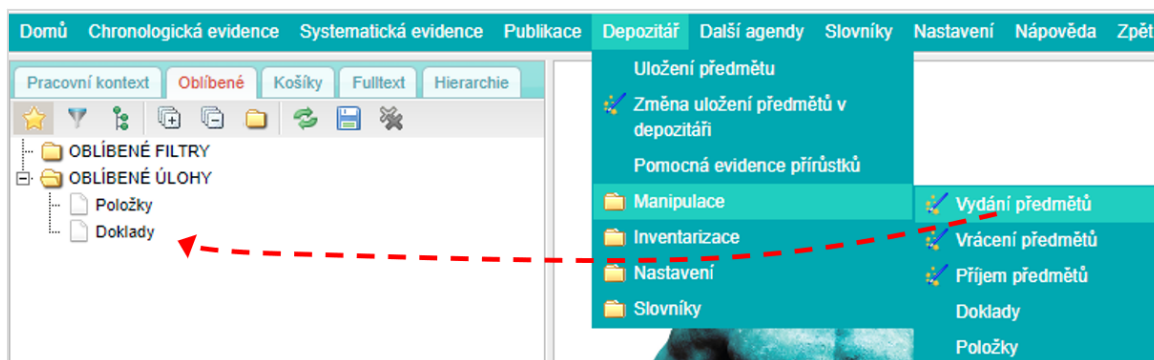 Domů Chronologická evidence Systematická evidence Publikace Depozitář Další agendy Slovníky Nastavení Nápověda Zpět
Pracovní kontext Oblíbené Košíky Fulltext Hierarchie
OBLÍBENÉ FILTRY
OBLÍBENÉ ÚLOHY
Položky
Doklady
Uložení předmětu
Změna uložení předmětů v
depozitáři
Pomocná evidence přírůstků
Manipulace
Inventarizace
Nastavení
Slovníky
Vydání předmětů
Vrácení předmětů
Příjem předmětů
Doklady
Položky